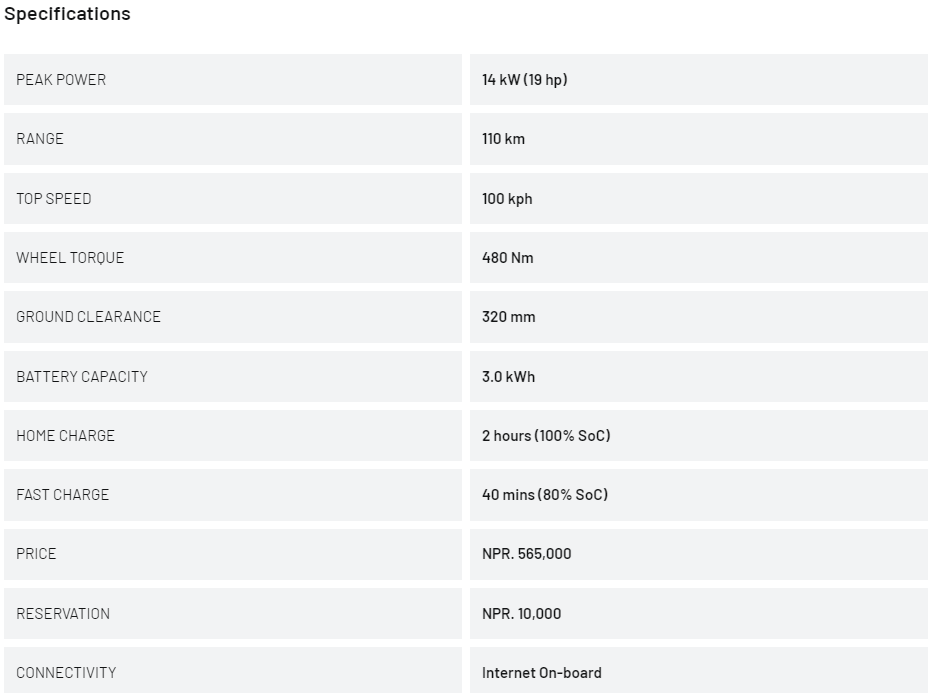 Specifications
PEAK POWER 14 kW (19 hp)
RANGE 110 km
TOP SPEED 100 kph
WHEEL TORQUE 480 Nm
GROUND CLEARANCE 320 mm
BATTERY CAPACITY 3.0 kWh
HOME CHARGE 2 hours (100% SoC)
FAST CHARGE 40 mins (80% SoC)
PRICE NPR. 565,000
RESERVATION NPR. 10,000
CONNECTIVITY Internet On-board